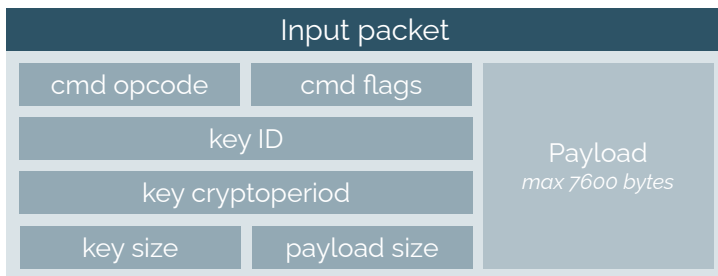 Input packet
cmd opcode
cmd flags
key ID
key cryptoperiod
key size
payload size
Payload
max 7600 bytes